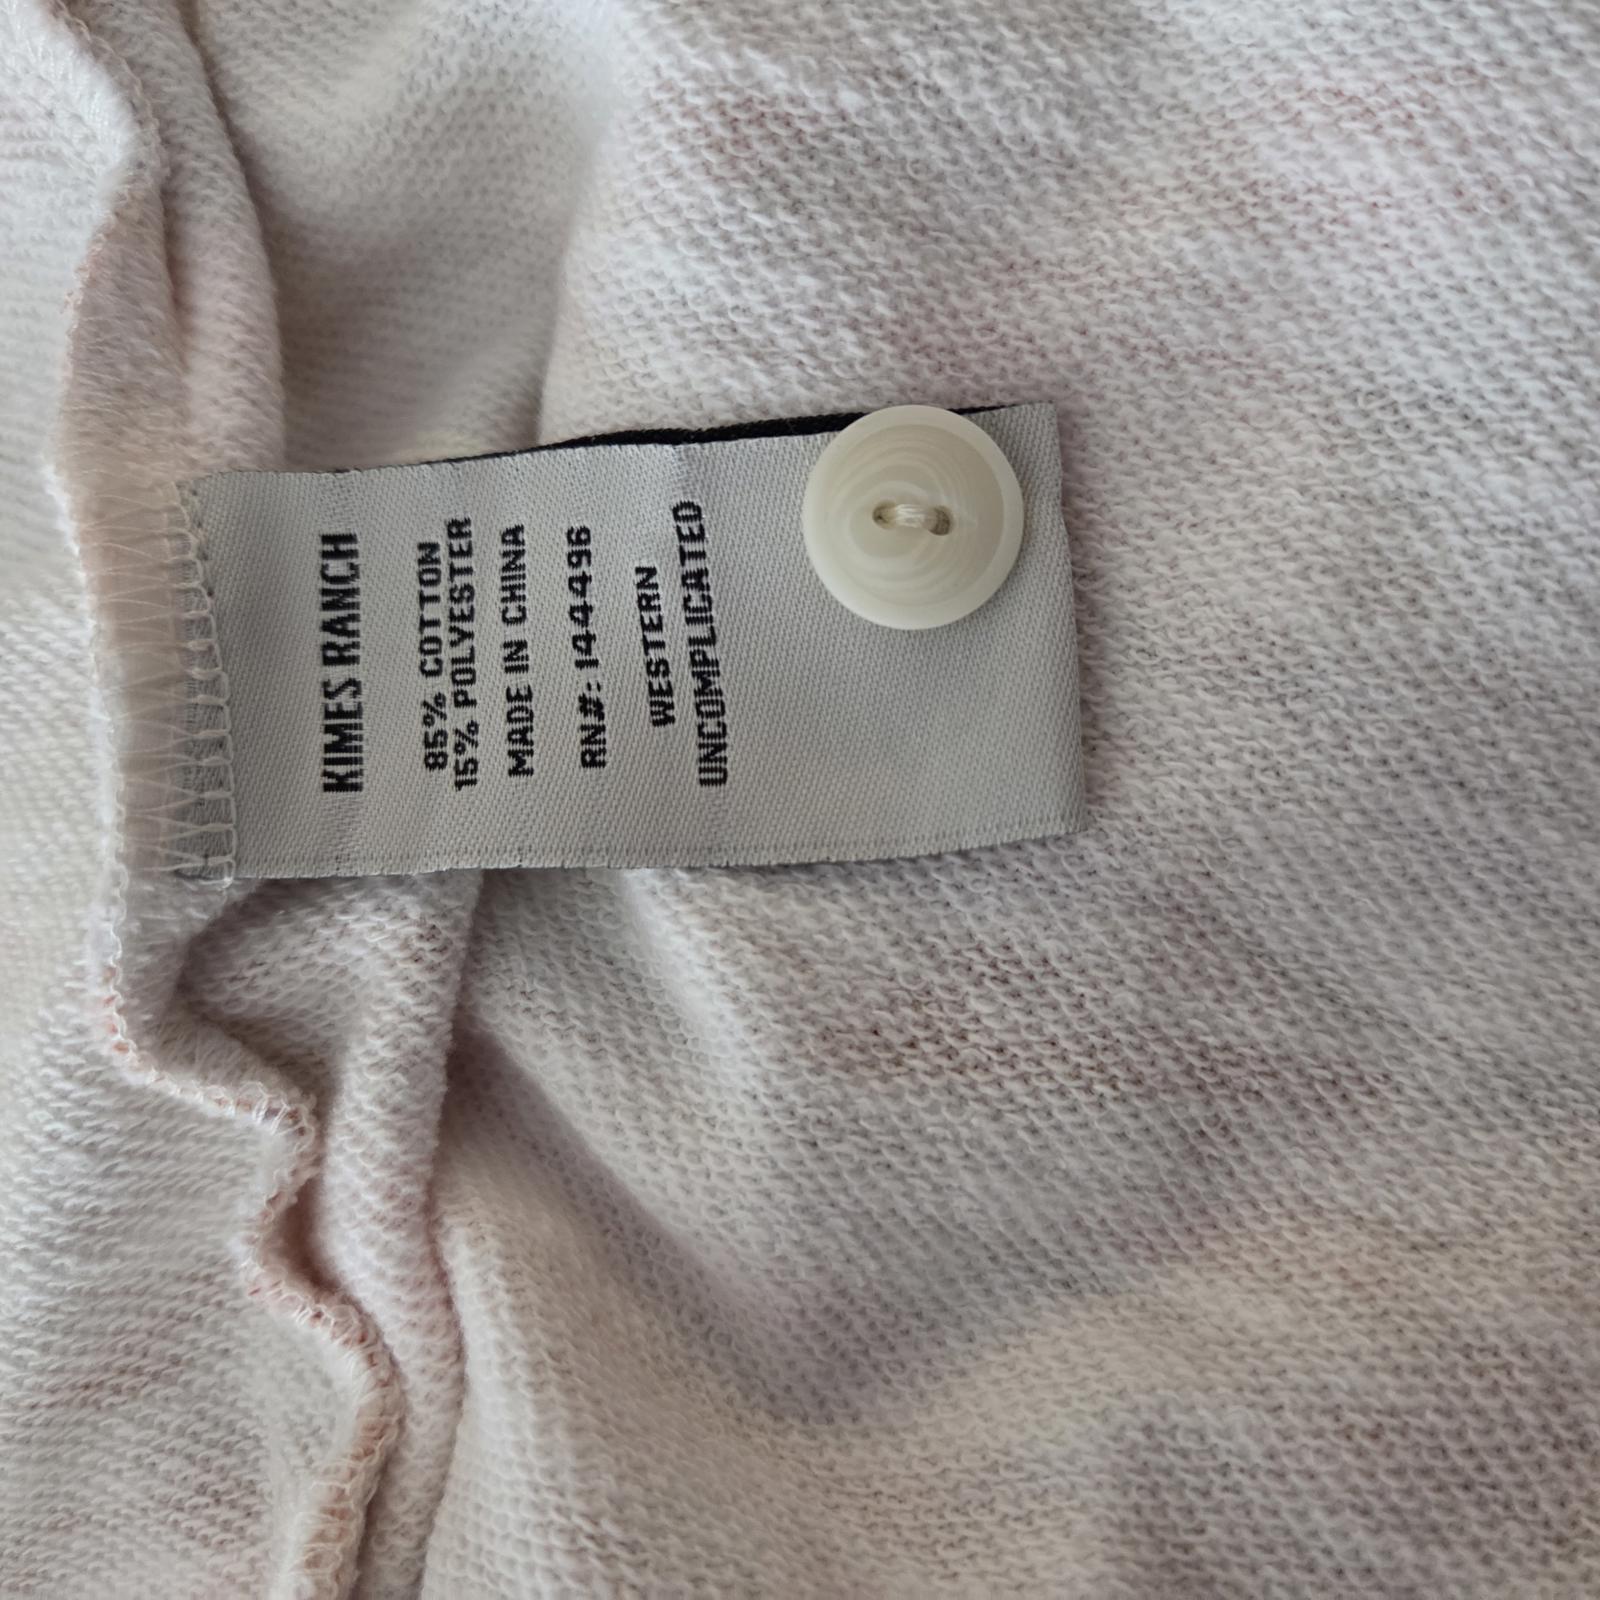 KIMES RANCH
85% COTTON
15% POLYESTER
MADE IN CHINA
RN#: 144496
WESTERN
UNCOMPLICATED